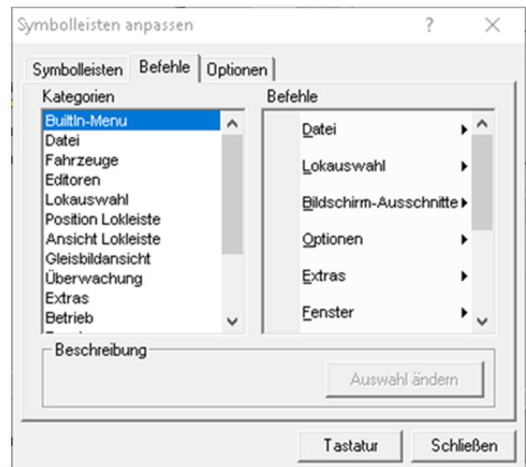 Symbolleisten anpassen ? ×
Symbolleisten Befehle Optionen
Kategorien
BuiltIn-Menu
Datei
Fahrzeuge
Editoren
Lokauswahl
Position Lokleiste
Ansicht Lokleiste
Gleisbildansicht
Überwachung
Extras
Betrieb
Befehle
Datei
Lokauswahl
Bildschirm-Ausschnitte
Optionen
Extras
Fenster
Beschreibung
Auswahl ändern
Tastatur Schließen